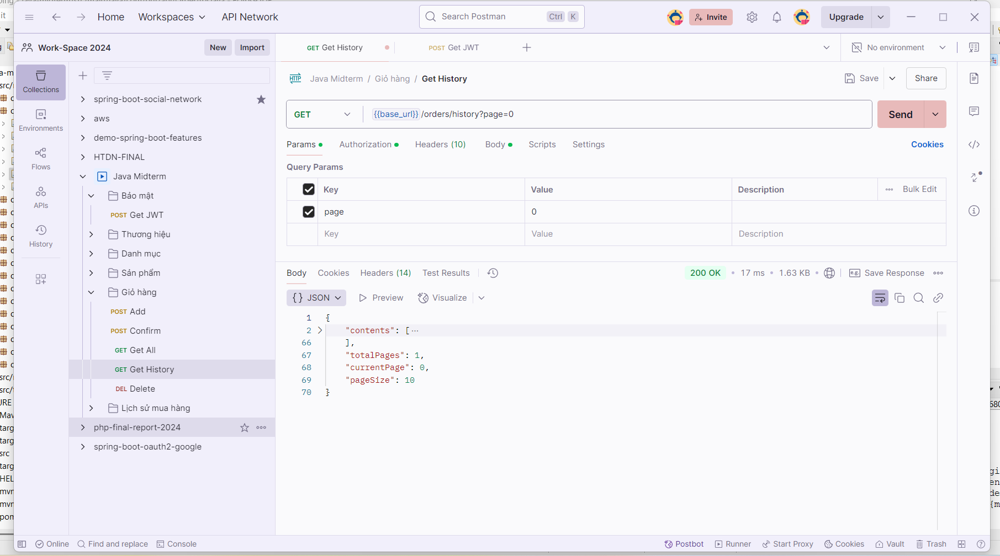 Home Workspaces API Network Search Postman Ctrl K Invite Upgrade
Work-Space 2024 New Import
GET Get History POST Get JWT No environment
Collections
Environments
Flows
APIs
History
spring-boot-social-network
aws
demo-spring-boot-features
HTDN-FINAL
Java Midterm
Bảo mật
POST Get JWT
Thương hiệu
Danh mục
Sản phẩm
Giỏ hàng
POST Add
POST Confirm
GET Get All
GET Get History
DEL Delete
Lịch sử mua hàng
php-final-report-2024
spring-boot-oauth2-google
HTTP Java Midterm / Giỏ hàng / Get History Save Share
GET {{base_url}}/orders/history?page=0 Send
Params Authorization Headers (10) Body Scripts Settings Cookies
Query Params
Key Value Description Bulk Edit
page 0
Key Value Description
Body Cookies Headers (14) Test Results 200 OK • 17 ms • 1.63 KB • e.g. Save Response
{} JSON Preview Visualize
1 {
2 "contents": [
66 ],
67 "totalPages": 1,
68 "currentPage": 0,
69 "pageSize": 10
70 }
Online Find and replace Console Postbot Runner Start Proxy Cookies Vault Trash